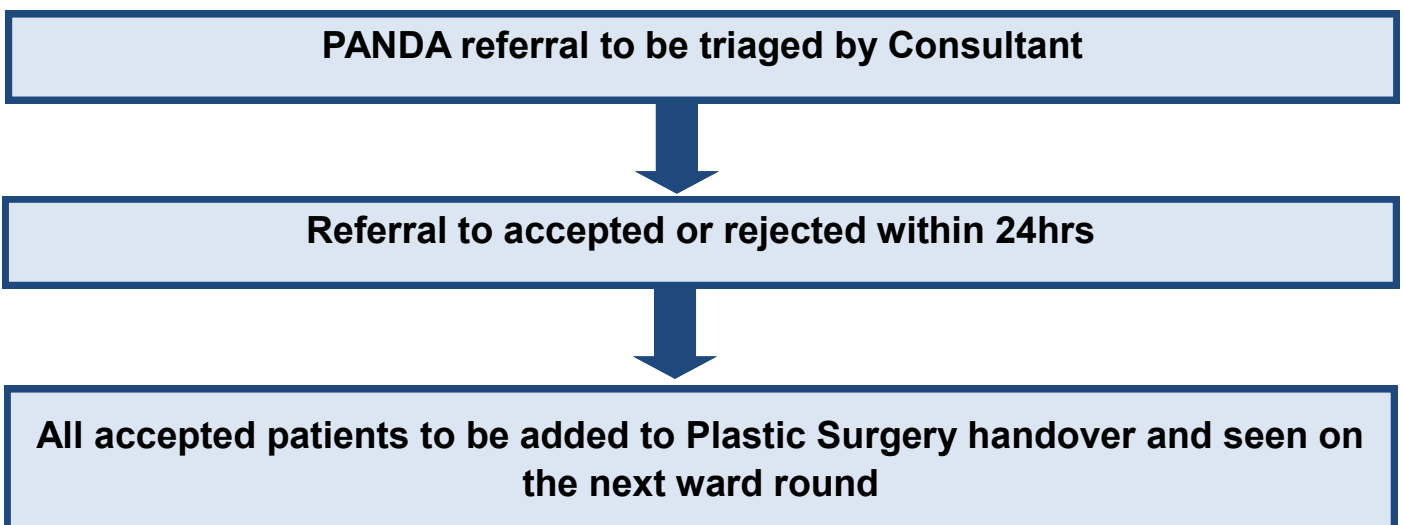 PANDA referral to be triaged by Consultant
Referral to accepted or rejected within 24hrs
All accepted patients to be added to Plastic Surgery handover and seen on
the next ward round